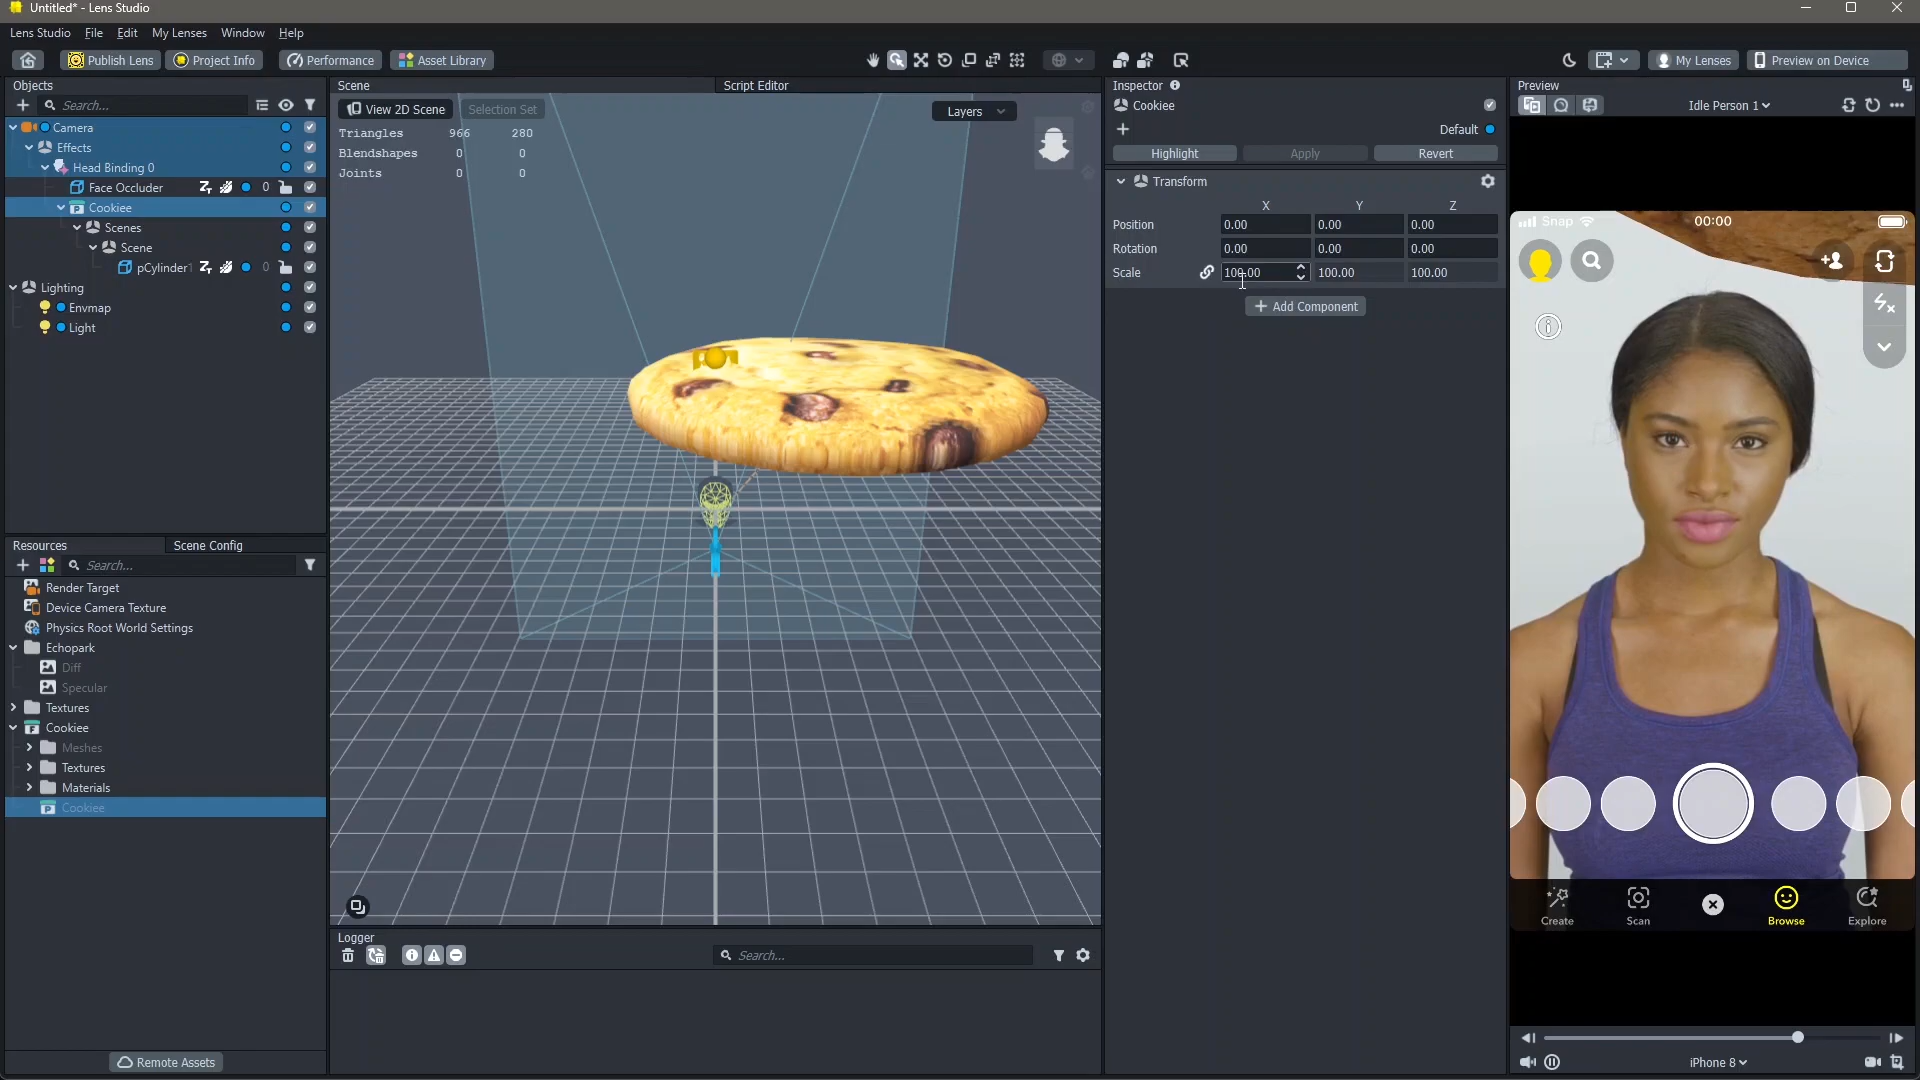 Untitled* - Lens Studio
Lens Studio File Edit My Lenses Window Help
Publish Lens Project Info Performance Asset Library My Lenses Preview on Device
Objects
Search...
Camera
Effects
Head Binding 0
Face Occluder 0
Cookiee
Scenes
Scene
pCylinder1 0
Lighting
Envmap
Light
Resources Scene Config
Search...
Render Target
Device Camera Texture
Physics Root World Settings
Echopark
Diff
Specular
Textures
Cookiee
Meshes
Textures
Materials
Cookiee
Remote Assets
Scene Script Editor
View 2D Scene Selection Set Layers
Triangles 966 280
Blendshapes 0 0
Joints 0 0
Logger
Search...
Inspector
Cookiee
Default
Highlight Apply Revert
Transform
X Y Z
Position 0.00 0.00 0.00
Rotation 0.00 0.00 0.00
Scale 100.00 100.00 100.00
Add Component
Preview
Idle Person 1
Snap 00:00
Create Scan Browse Explore
iPhone 8